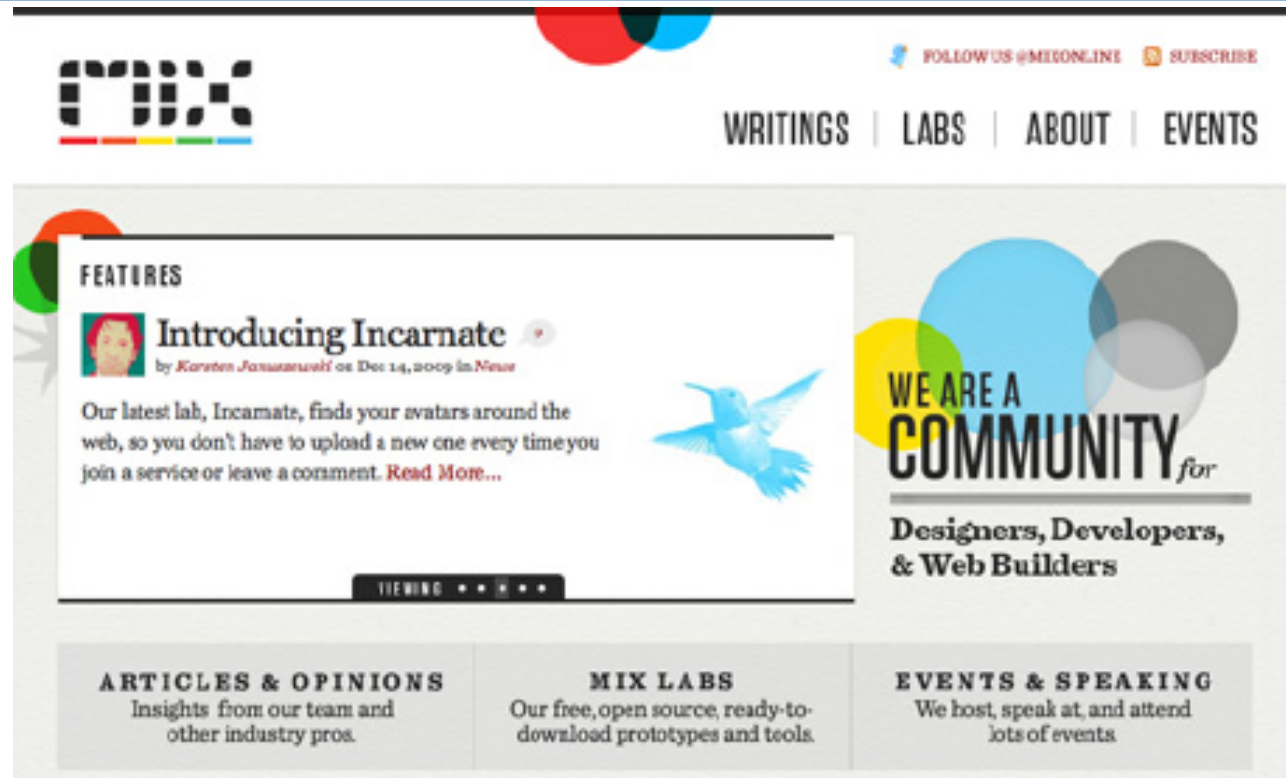 mix
FOLLOW US @MIXONLINE
SUBSCRIBE
WRITINGS | LABS | ABOUT | EVENTS
FEATURES
Introducing Incarnate 9
by Karsten Januszewski on Dec 14, 2009 in News
Our latest lab, Incarnate, finds your avatars around the
web, so you don't have to upload a new one every time you
join a service or leave a comment. Read More...
VIEWING
WE ARE A
COMMUNITY for
Designers, Developers,
& Web Builders
ARTICLES & OPINIONS
Insights from our team and
other industry pros.
MIX LABS
Our free, open source, ready-to-
download prototypes and tools.
EVENTS & SPEAKING
We host, speak at, and attend
lots of events.